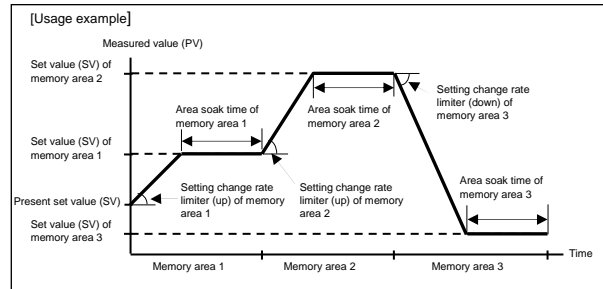 [Usage example]
Measured value (PV)
Set value (SV) of
memory area 2
Area soak time of
memory area 1
Area soak time of
memory area 2
Setting change rate
limiter (down) of
memory area 3
Set value (SV) of
memory area 1
Setting change rate
limiter (up) of memory
area 1
Setting change rate
limiter (up) of memory
area 2
Area soak time of
memory area 3
Present set value (SV)
Set value (SV) of
memory area 3
Time
Memory area 1
Memory area 2
Memory area 3